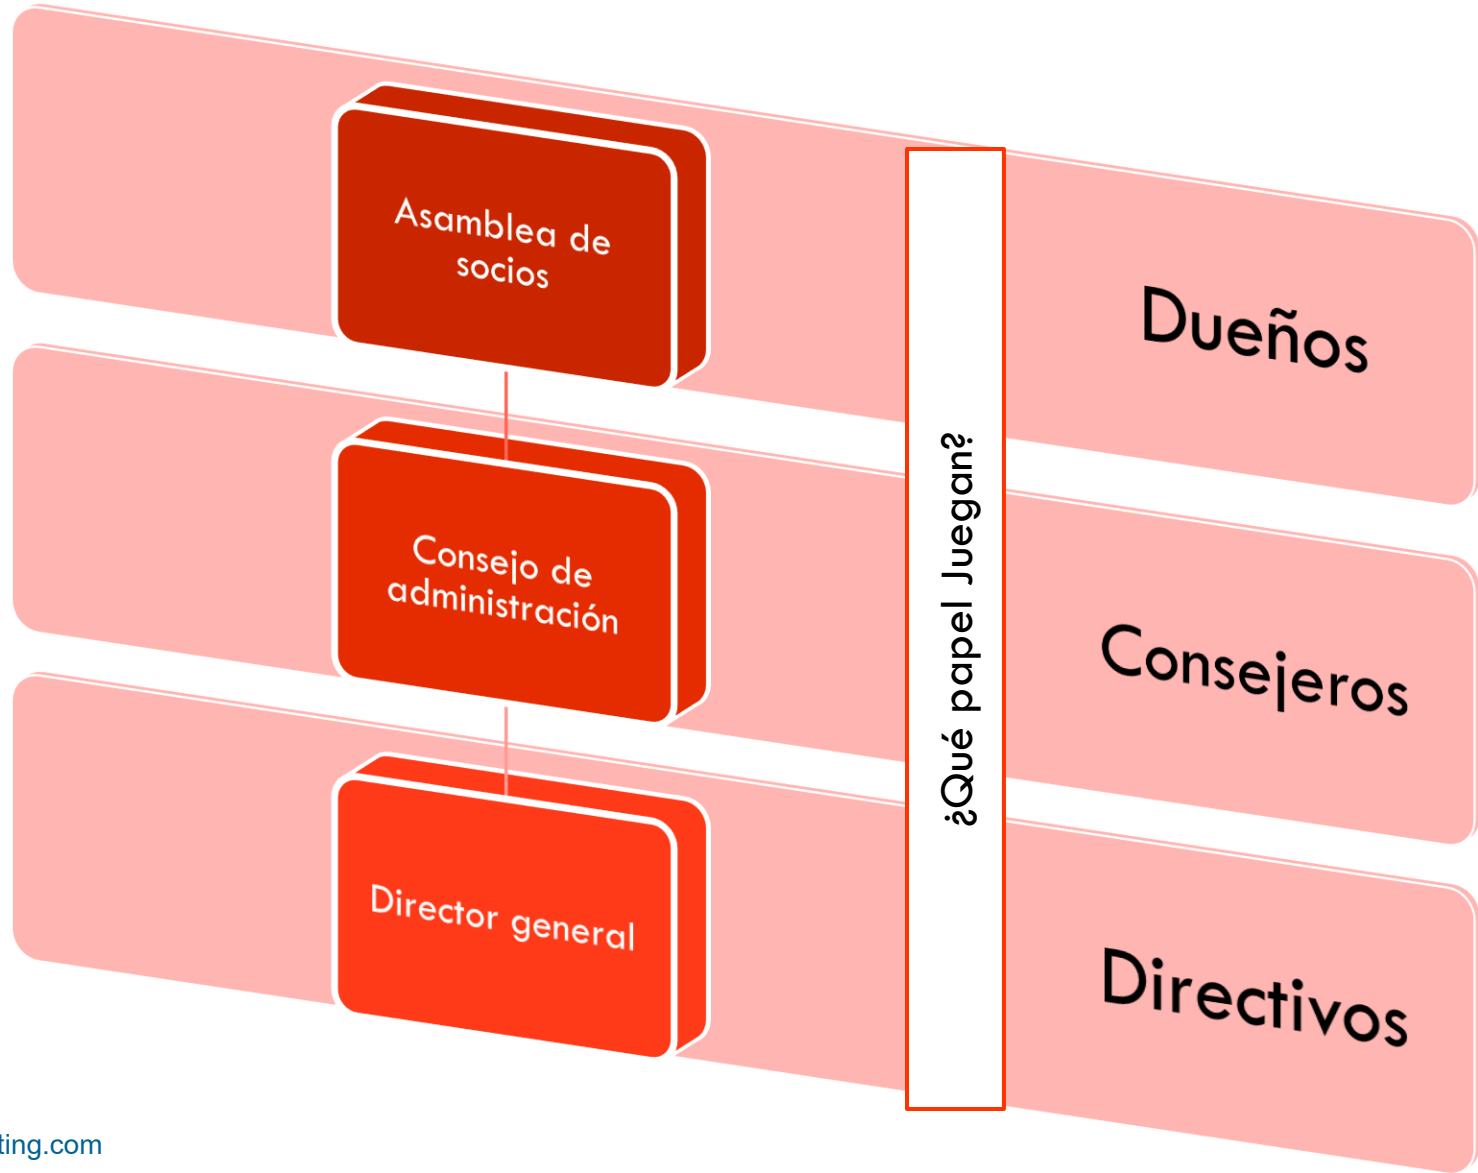 Asamblea de
socios
Dueños
¿Qué papel Juegan?
Consejo de
administración
Consejeros
Director general
Directivos
ting.com